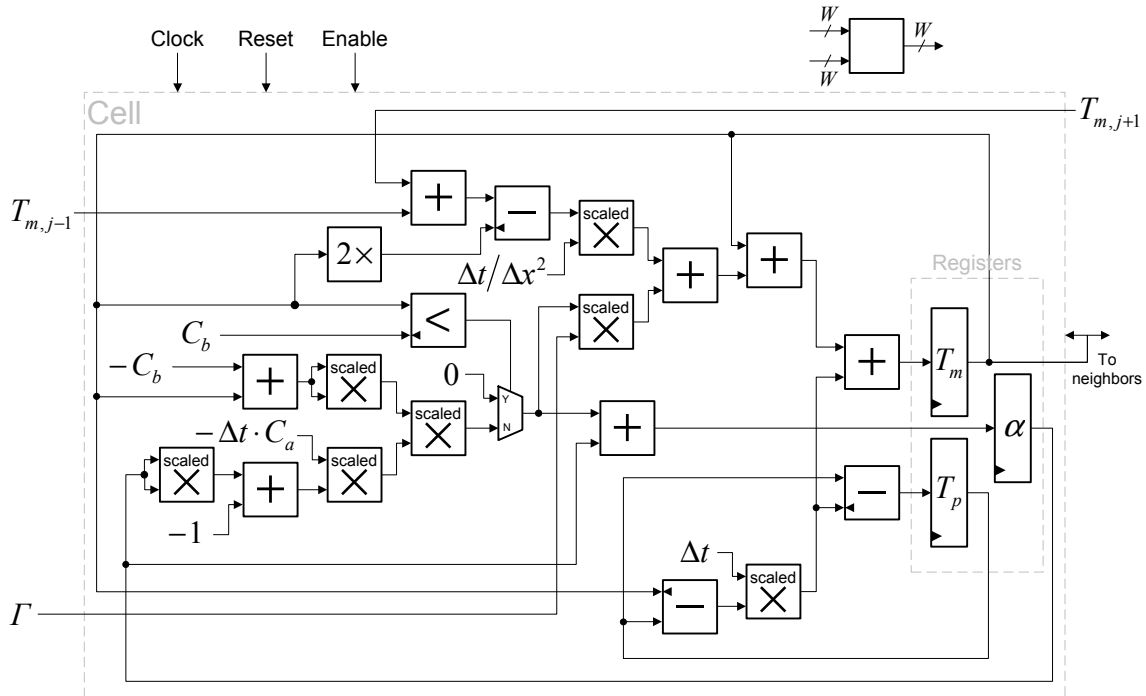 W
W
W
Clock Reset Enable
Cell
T_{m,j+1}
T_{m,j-1}
+
−
scaled
×
2×
Δt/Δx²
+
+
Registers
<
scaled
×
C_b
−C_b
+
scaled
×
0
Y
N
scaled
×
+
T_m
To
neighbors
+
α
−Δt·C_a
scaled
×
+
scaled
×
−1
−
T_p
Δt
scaled
×
−
Γ